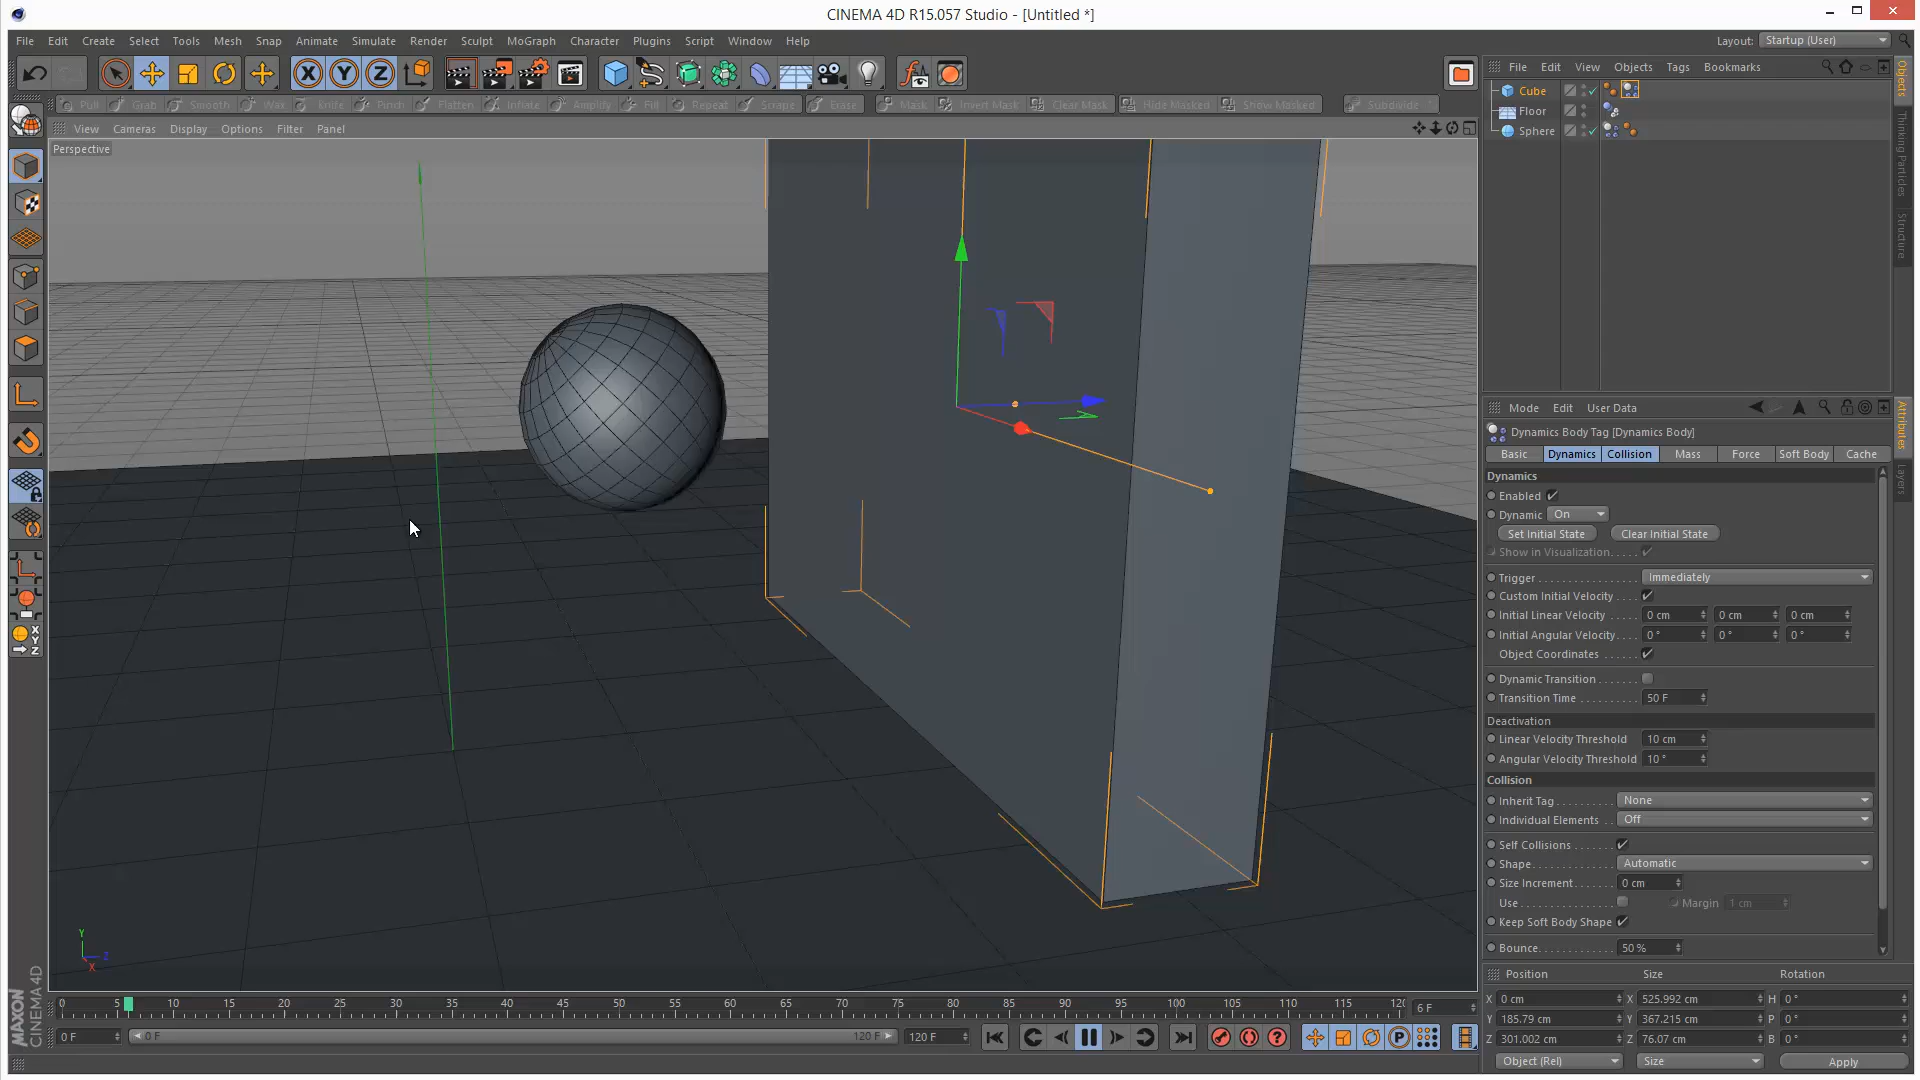 CINEMA 4D R15.057 Studio - [Untitled *]
File Edit Create Select Tools Mesh Snap Animate Simulate Render Sculpt MoGraph Character Plugins Script Window Help
Layout: Startup (User)
File Edit View Objects Tags Bookmarks
Pull Grab Smooth Wax Knife Pinch Flatten Inflate Amplify Fill Repeat Scrape Erase Mask Invert Mask Clear Mask Hide Masked Show Masked Subdivide
View Cameras Display Options Filter Panel
Perspective
Cube
Floor
Sphere
Objects
Thinking Particles
Structure
Mode Edit User Data
Attributes
Layers
Dynamics Body Tag [Dynamics Body]
Basic Dynamics Collision Mass Force Soft Body Cache
Dynamics
Enabled
Dynamic On
Set Initial State Clear Initial State
Show in Visualization
Trigger Immediately
Custom Initial Velocity
Initial Linear Velocity 0 cm 0 cm 0 cm
Initial Angular Velocity 0 ° 0 ° 0 °
Object Coordinates
Dynamic Transition
Transition Time 50 F
Deactivation
Linear Velocity Threshold 10 cm
Angular Velocity Threshold 10 °
Collision
Inherit Tag None
Individual Elements Off
Self Collisions
Shape Automatic
Size Increment 0 cm
Use Margin 1 cm
Keep Soft Body Shape
Bounce 50 %
X Y Z
Y Z X
MAXON CINEMA 4D
0 5 10 15 20 25 30 35 40 45 50 55 60 65 70 75 80 85 90 95 100 105 110 115 120
6 F
0 F 0 F 120 F 120 F
Position Size Rotation
X 0 cm X 525.992 cm H 0 °
Y 185.79 cm Y 367.215 cm P 0 °
Z 301.002 cm Z 76.07 cm B 0 °
Object (Rel) Size Apply